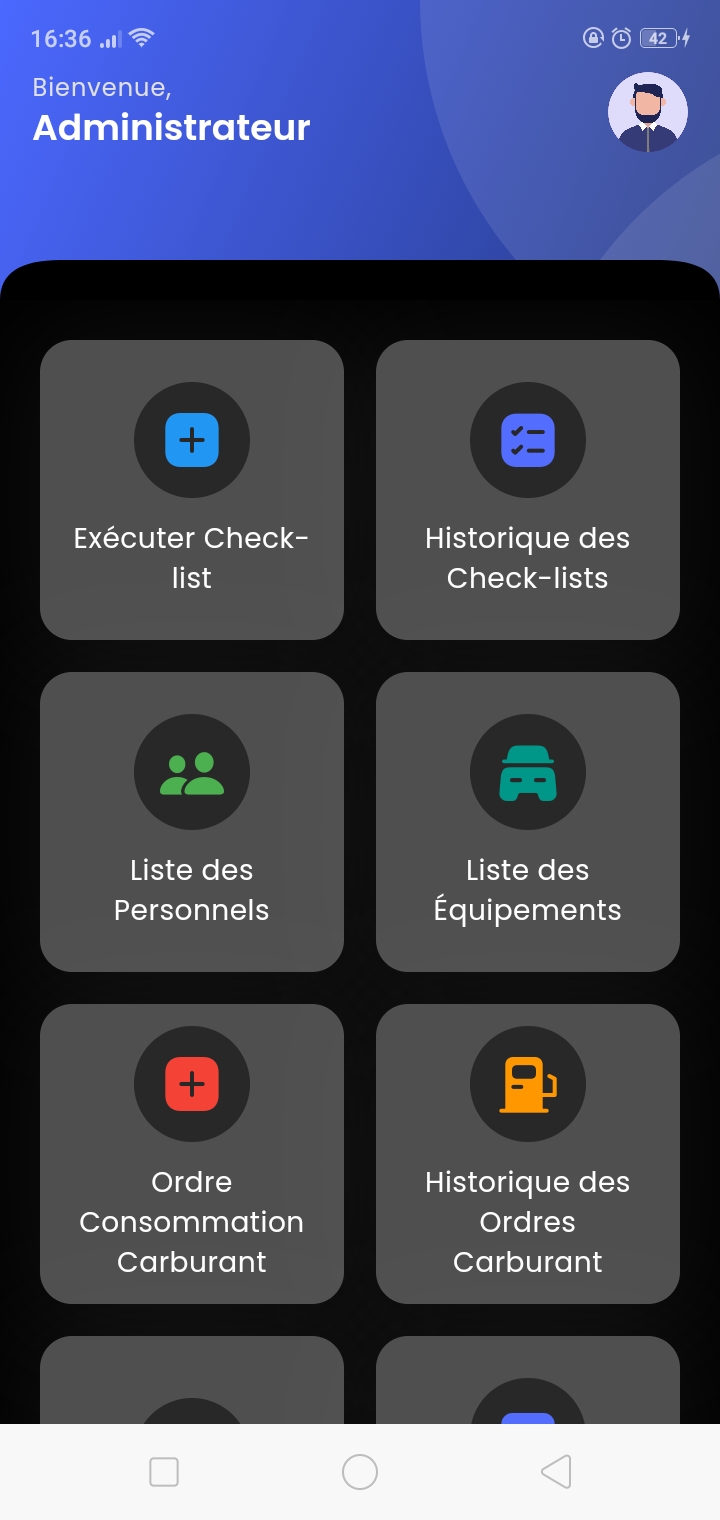 16:36
42
Bienvenue,
Administrateur
Exécuter Check-
list
Historique des
Check-lists
Liste des
Personnels
Liste des
Équipements
Ordre
Consommation
Carburant
Historique des
Ordres
Carburant